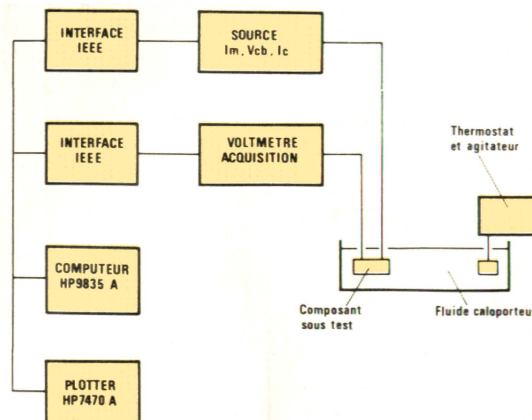 INTERFACE
IEEE
SOURCE
Im, Vcb, Ic
INTERFACE
IEEE
VOLTMETRE
ACQUISITION
Thermostat
et agitateur
COMPUTEUR
HP9835 A
Composant
sous test
Fluide caloporteur
PLOTTER
HP7470 A